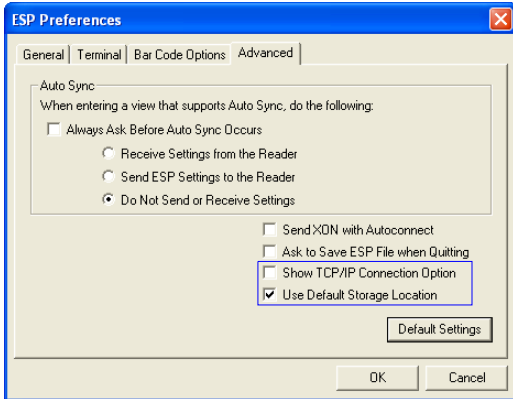 ESP Preferences
General Terminal Bar Code Options Advanced
Auto Sync
When entering a view that supports Auto Sync, do the following:
Always Ask Before Auto Sync Occurs
Receive Settings from the Reader
Send ESP Settings to the Reader
Do Not Send or Receive Settings
Send XON with Autoconnect
Ask to Save ESP File when Quitting
Show TCP/IP Connection Option
Use Default Storage Location
Default Settings
OK Cancel